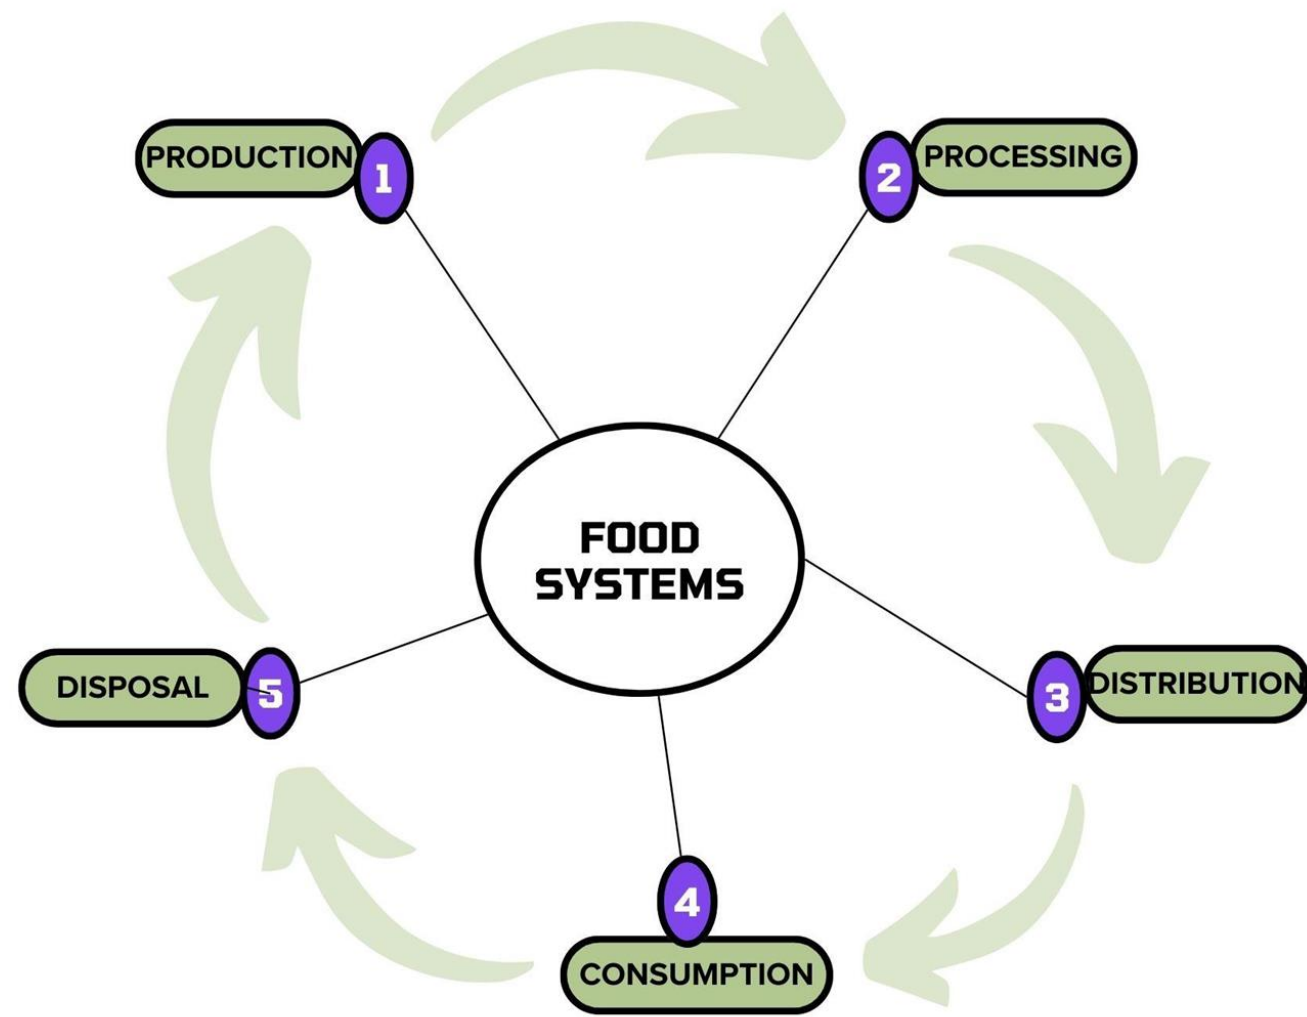 PRODUCTION
1
2
PROCESSING
FOOD
SYSTEMS
3
DISTRIBUTION
4
CONSUMPTION
DISPOSAL
5